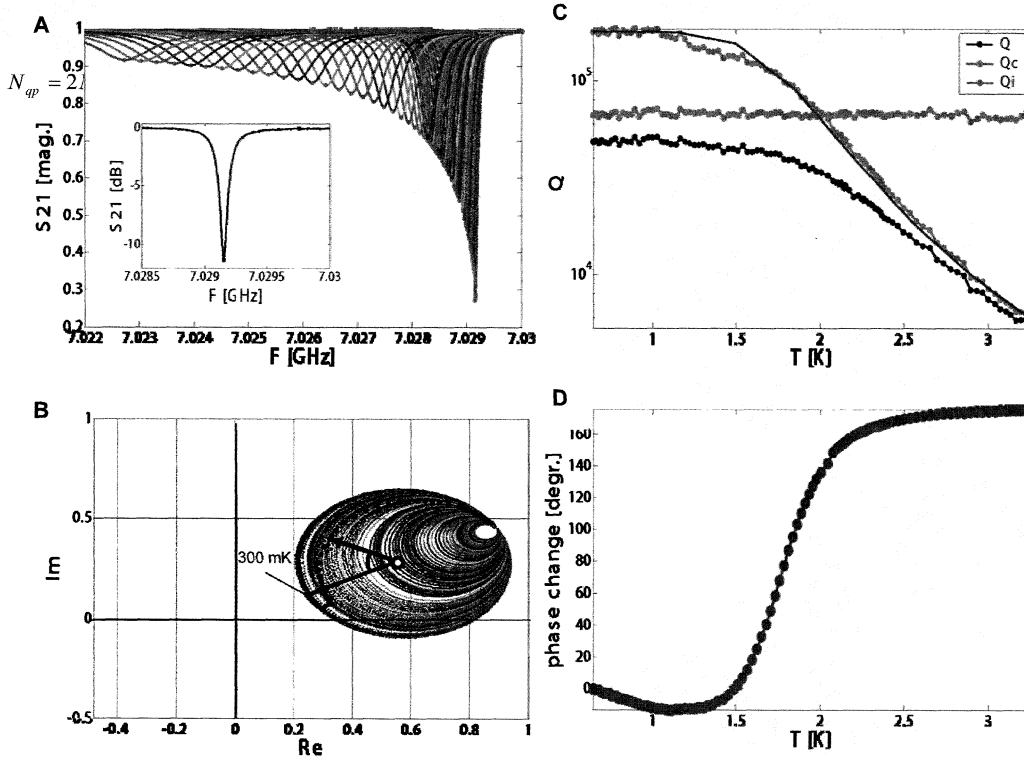 A
1
0.9
N_qp = 2
0.8
0.7
0.6
0.5
0.4
0.3
0.2
S21 [mag.]
0
-5
-10
S21 [dB]
7.0285 7.029 7.0295 7.03
F [GHz]
7.022 7.023 7.024 7.025 7.026 7.027 7.028 7.029 7.03
F [GHz]
C
Q
Qc
Qi
10^5
10^4
Q
1 1.5 2 2.5 3
T [K]
B
1
0.5
0
-0.5
Im
300 mK
-0.4 -0.2 0 0.2 0.4 0.6 0.8 1
Re
D
160
140
120
100
80
60
40
20
0
phase change [degr.]
1 1.5 2 2.5 3
T [K]